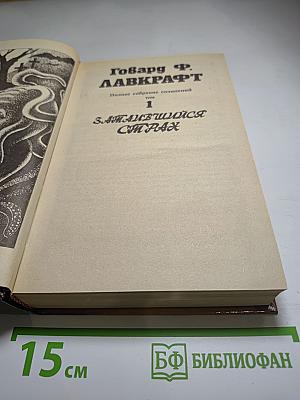 Говард Ф.
ЛАВКРАФТ
Полное собрание сочинений
том
1
ЗАТАИВШИЙСЯ
СТРАХ
15 см
БФ БИБЛИОФАН